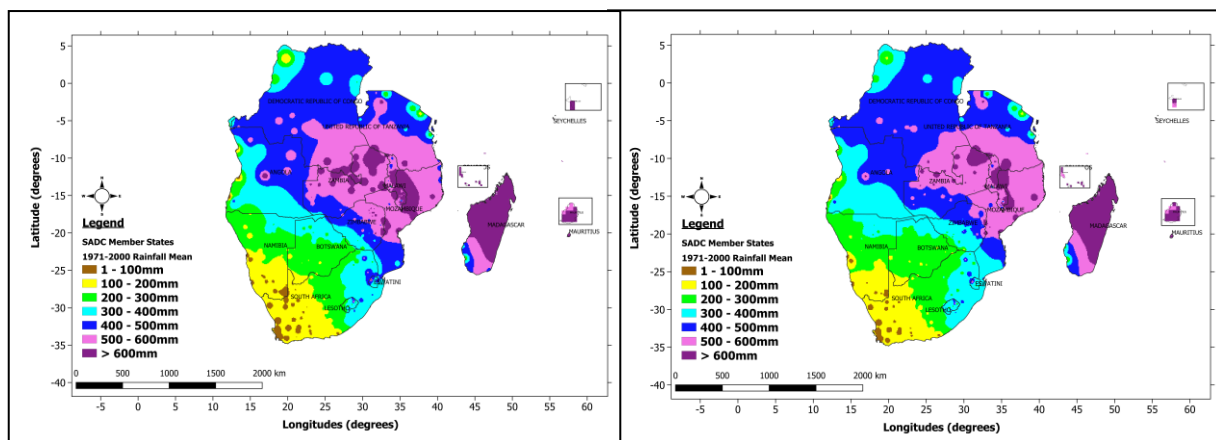 5
0
-5
-10
-15
-20
-25
-30
-35
-40
Latitude (degrees)
DEMOCRATIC REPUBLIC OF CONGO
UNITED REPUBLIC OF TANZANIA
SEYCHELLES
ANGOLA
ZAMBIA
MALAWI
MOZAMBIQUE
ZIMBABWE
MADAGASCAR
MAURITIUS
NAMIBIA
BOTSWANA
SOUTH AFRICA
LESOTHO
N
Legend
SADC Member States
1971-2000 Rainfall Mean
1 - 100mm
100 - 200mm
200 - 300mm
300 - 400mm
400 - 500mm
500 - 600mm
> 600mm
0 500 1000 1500 2000 km
-5 0 5 10 15 20 25 30 35 40 45 50 55 60
Longitudes (degrees)
5
0
-5
-10
-15
-20
-25
-30
-35
-40
Latitude (degrees)
DEMOCRATIC REPUBLIC OF CONGO
UNITED REPUBLIC OF TANZANIA
SEYCHELLES
ANGOLA
ZAMBIA
MALAWI
MOZAMBIQUE
ZIMBABWE
MADAGASCAR
MAURITIUS
NAMIBIA
BOTSWANA
ESWATINI
SOUTH AFRICA
LESOTHO
N
Legend
SADC Member States
1971-2000 Rainfall Mean
1 - 100mm
100 - 200mm
200 - 300mm
300 - 400mm
400 - 500mm
500 - 600mm
> 600mm
0 500 1000 1500 2000 km
-5 0 5 10 15 20 25 30 35 40 45 50 55 60
Longitudes (degrees)